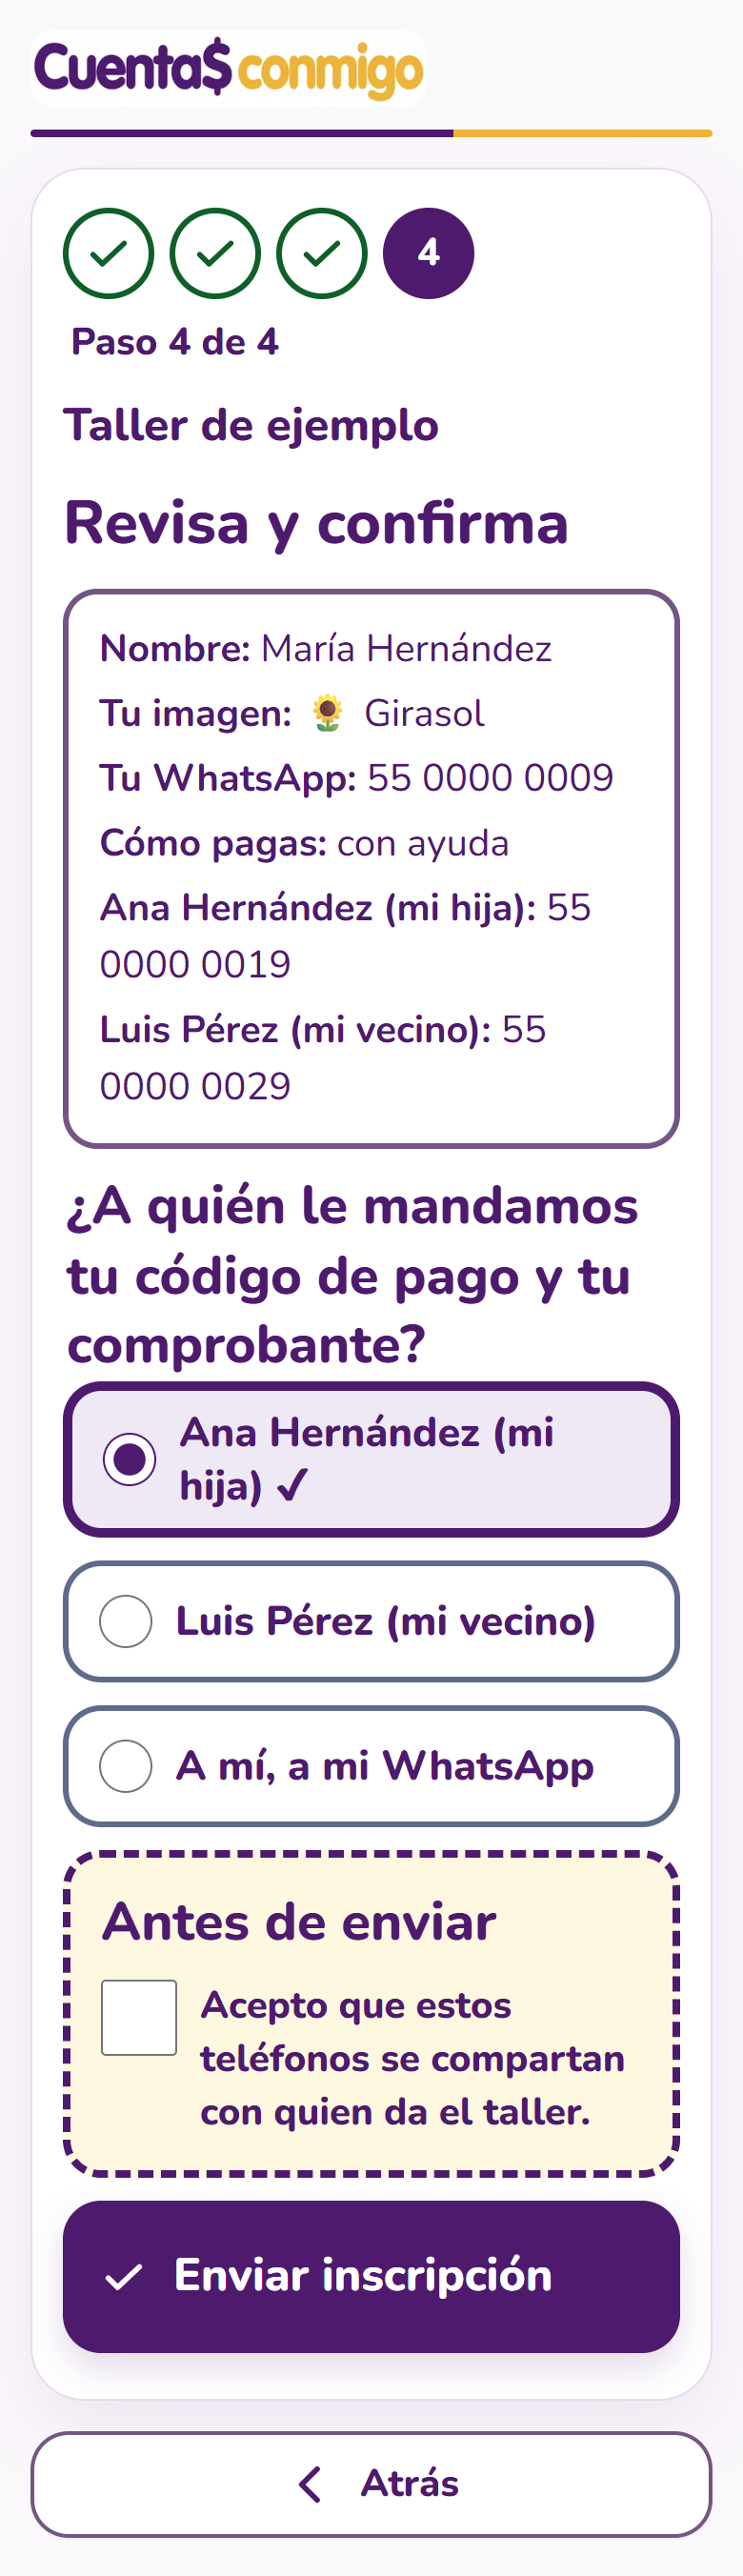 Cuenta$ conmigo
4
Paso 4 de 4
Taller de ejemplo
Revisa y confirma
Nombre: María Hernández
Tu imagen: 🌻 Girasol
Tu WhatsApp: 55 0000 0009
Cómo pagas: con ayuda
Ana Hernández (mi hija): 55
0000 0019
Luis Pérez (mi vecino): 55
0000 0029
¿A quién le mandamos
tu código de pago y tu
comprobante?
Ana Hernández (mi
hija) ✓
Luis Pérez (mi vecino)
A mí, a mi WhatsApp
Antes de enviar
Acepto que estos
teléfonos se compartan
con quien da el taller.
Enviar inscripción
Atrás